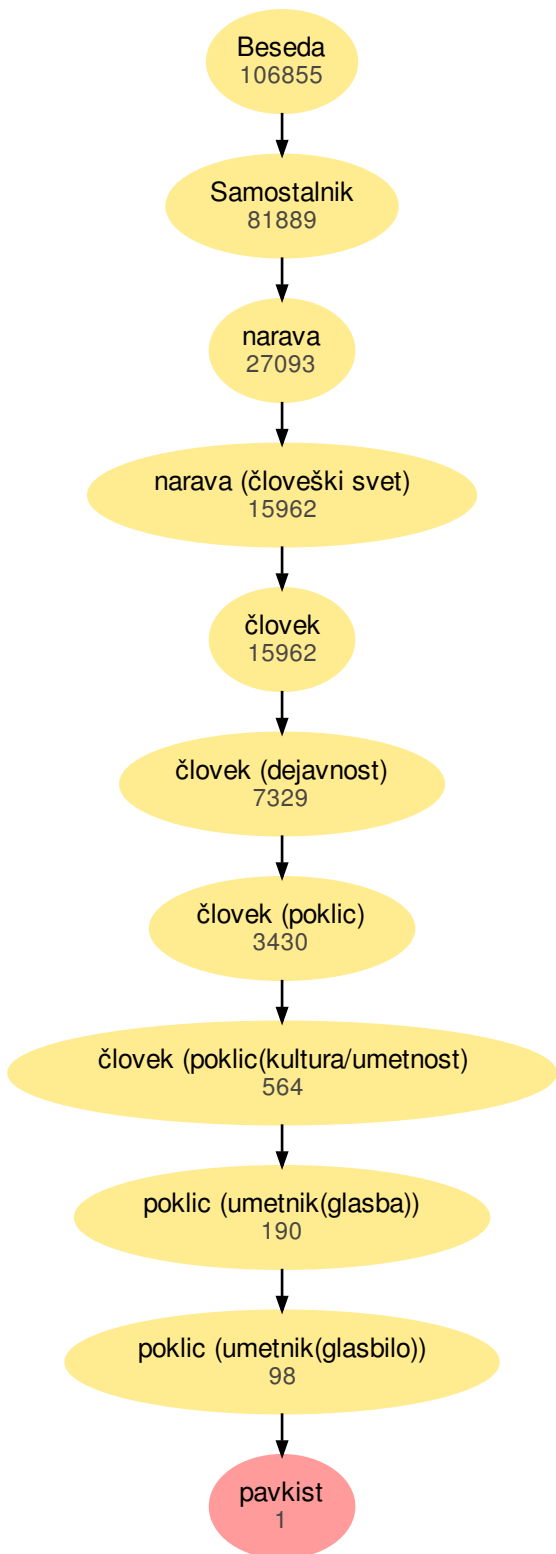 Beseda
106855
Samostalnik
81889
narava
27093
narava (človeški svet)
15962
človek
15962
človek (dejavnost)
7329
človek (poklic)
3430
človek (poklic(kultura/umetnost)
564
poklic (umetnik(glasba))
190
poklic (umetnik(glasbilo))
98
pavkist
1